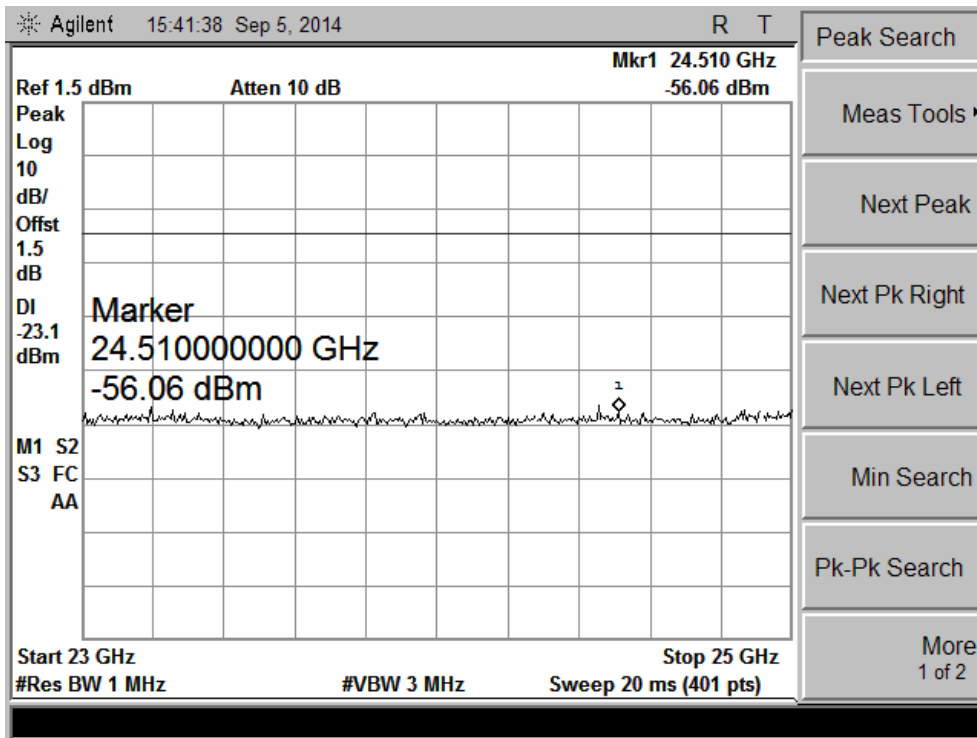 Agilent 15:41:38 Sep 5, 2014 R T
Mkr1 24.510 GHz
Ref 1.5 dBm Atten 10 dB -56.06 dBm
Peak
Log
10
dB/
Offst
1.5
dB
DI
-23.1
dBm
Marker
24.510000000 GHz
-56.06 dBm
1
M1 S2
S3 FC
AA
Start 23 GHz Stop 25 GHz
#Res BW 1 MHz #VBW 3 MHz Sweep 20 ms (401 pts)
Peak Search
Meas Tools
Next Peak
Next Pk Right
Next Pk Left
Min Search
Pk-Pk Search
More
1 of 2